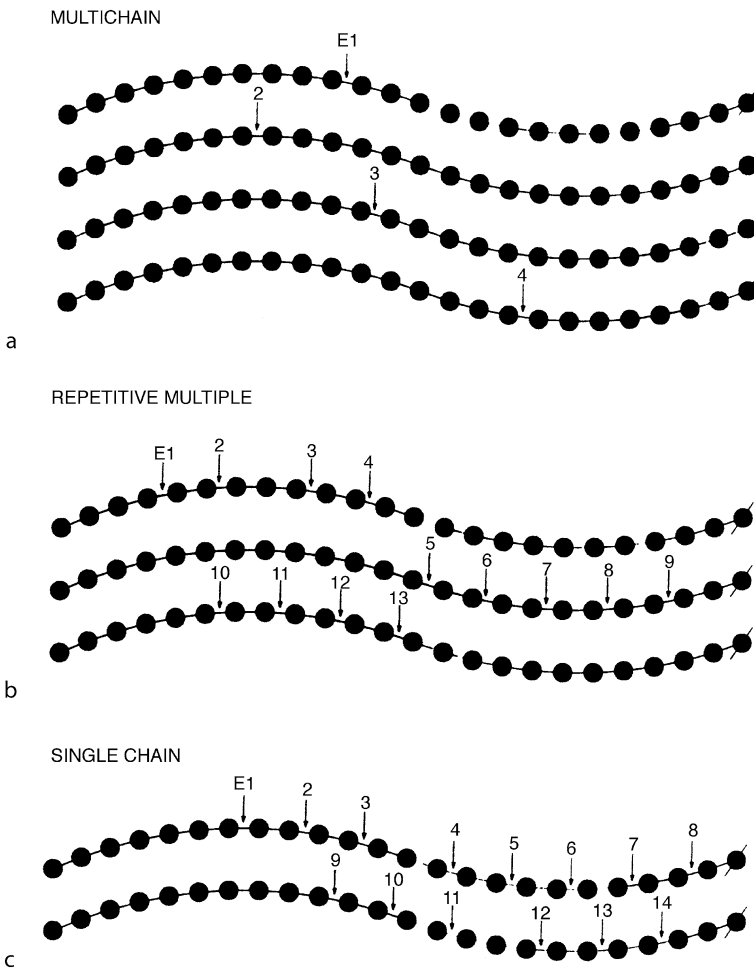 MULTICHAIN
E1
2
3
4
a
REPETITIVE MULTIPLE
E1 2 3 4
5 6 7 8 9
10 11 12 13
b
SINGLE CHAIN
E1 2 3 4 5 6 7 8
9 10 11 12 13 14
c